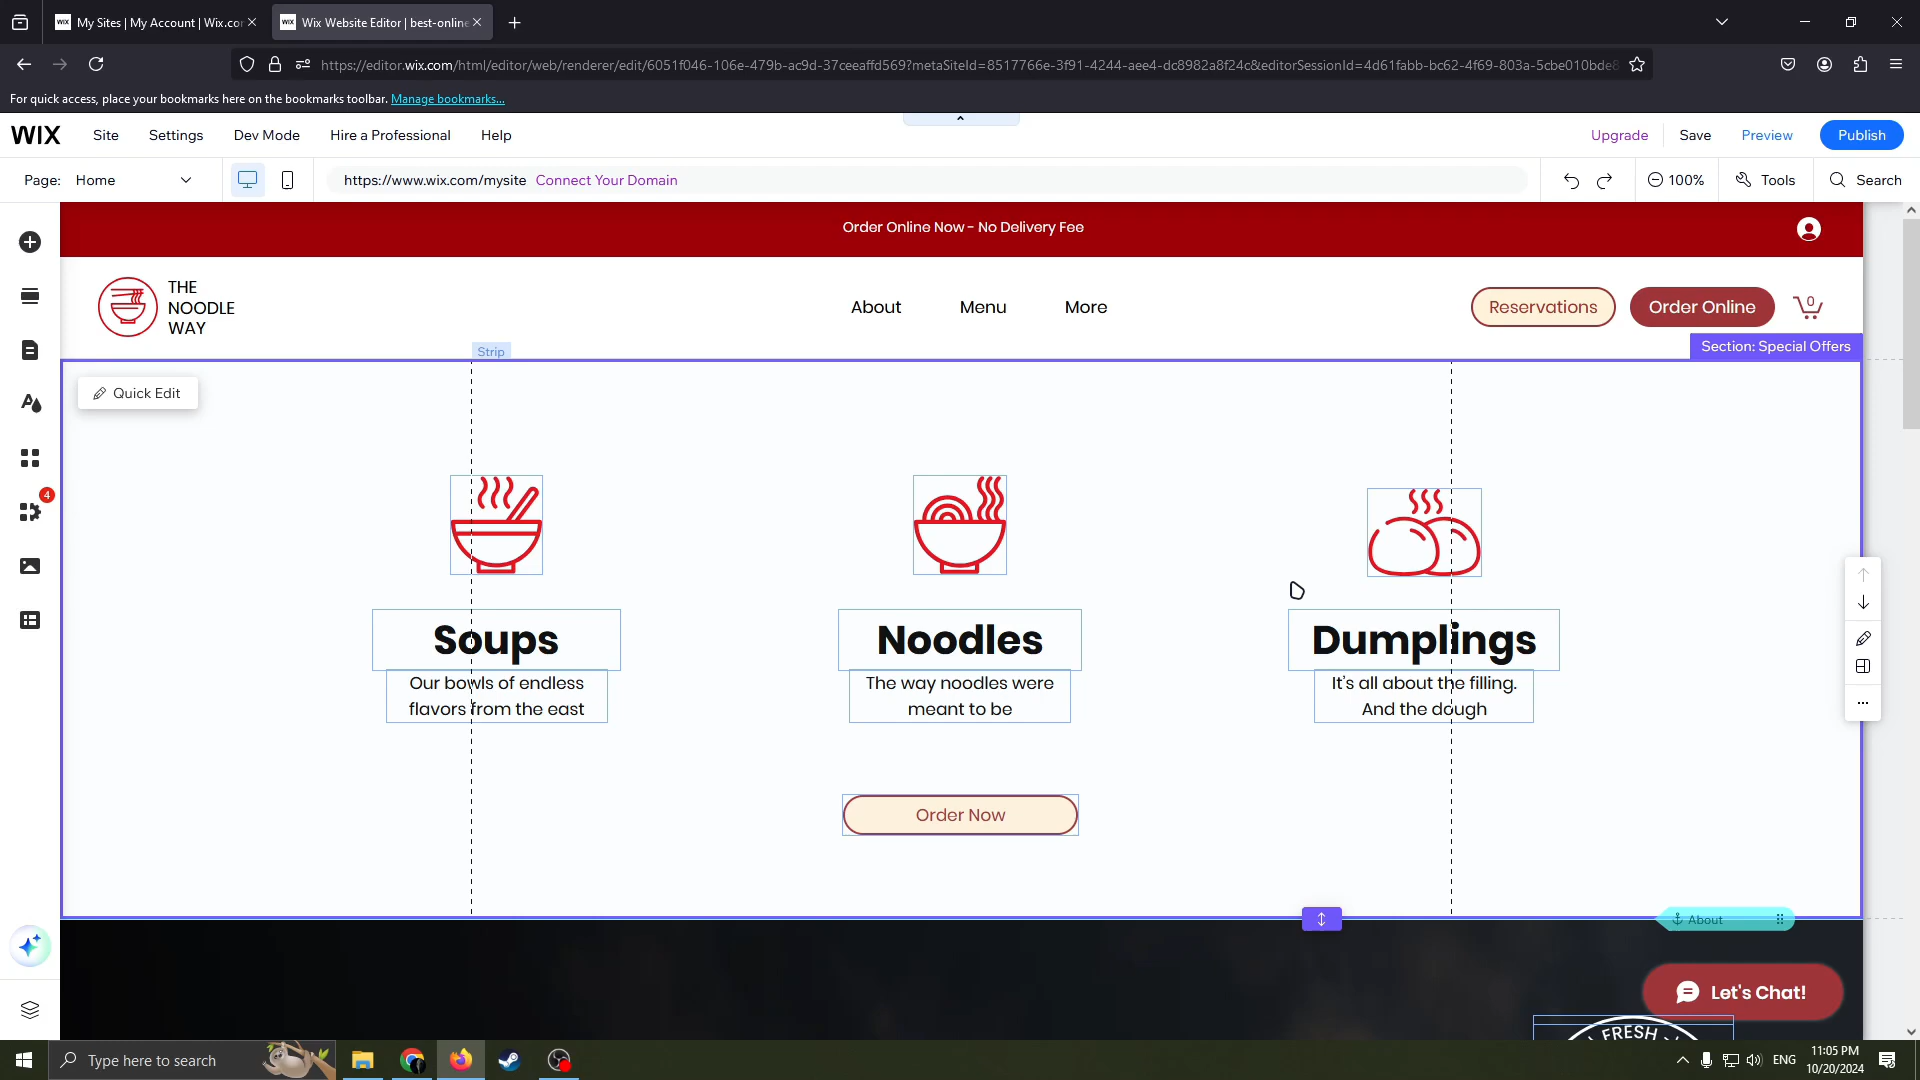 My Sites | My Account | Wix.co
Wix Website Editor | best-online
https://editor.wix.com/html/editor/web/renderer/edit/6051f046-106e-479b-ac9d-37ceeaffd569?metaSiteId=8517766e-3f91-4244-aee4-dc8982a8f24c&editorSessionId=4d61fabb-bc62-4f69-803a-5cbe010bde8
For quick access, place your bookmarks here on the bookmarks toolbar. Manage bookmarks...
WIX Site Settings Dev Mode Hire a Professional Help Upgrade Save Preview Publish
Page: Home https://www.wix.com/mysite Connect Your Domain 100% Tools Search
Order Online Now - No Delivery Fee
THE
NOODLE
WAY
About Menu More Reservations Order Online 0
Strip
Section: Special Offers
Quick Edit
4
Soups
Our bowls of endless
flavors from the east
Noodles
The way noodles were
meant to be
Dumplings
It's all about the filling.
And the dough
Order Now
About
Let's Chat!
FRESH
Type here to search
ENG
11:05 PM
10/20/2024